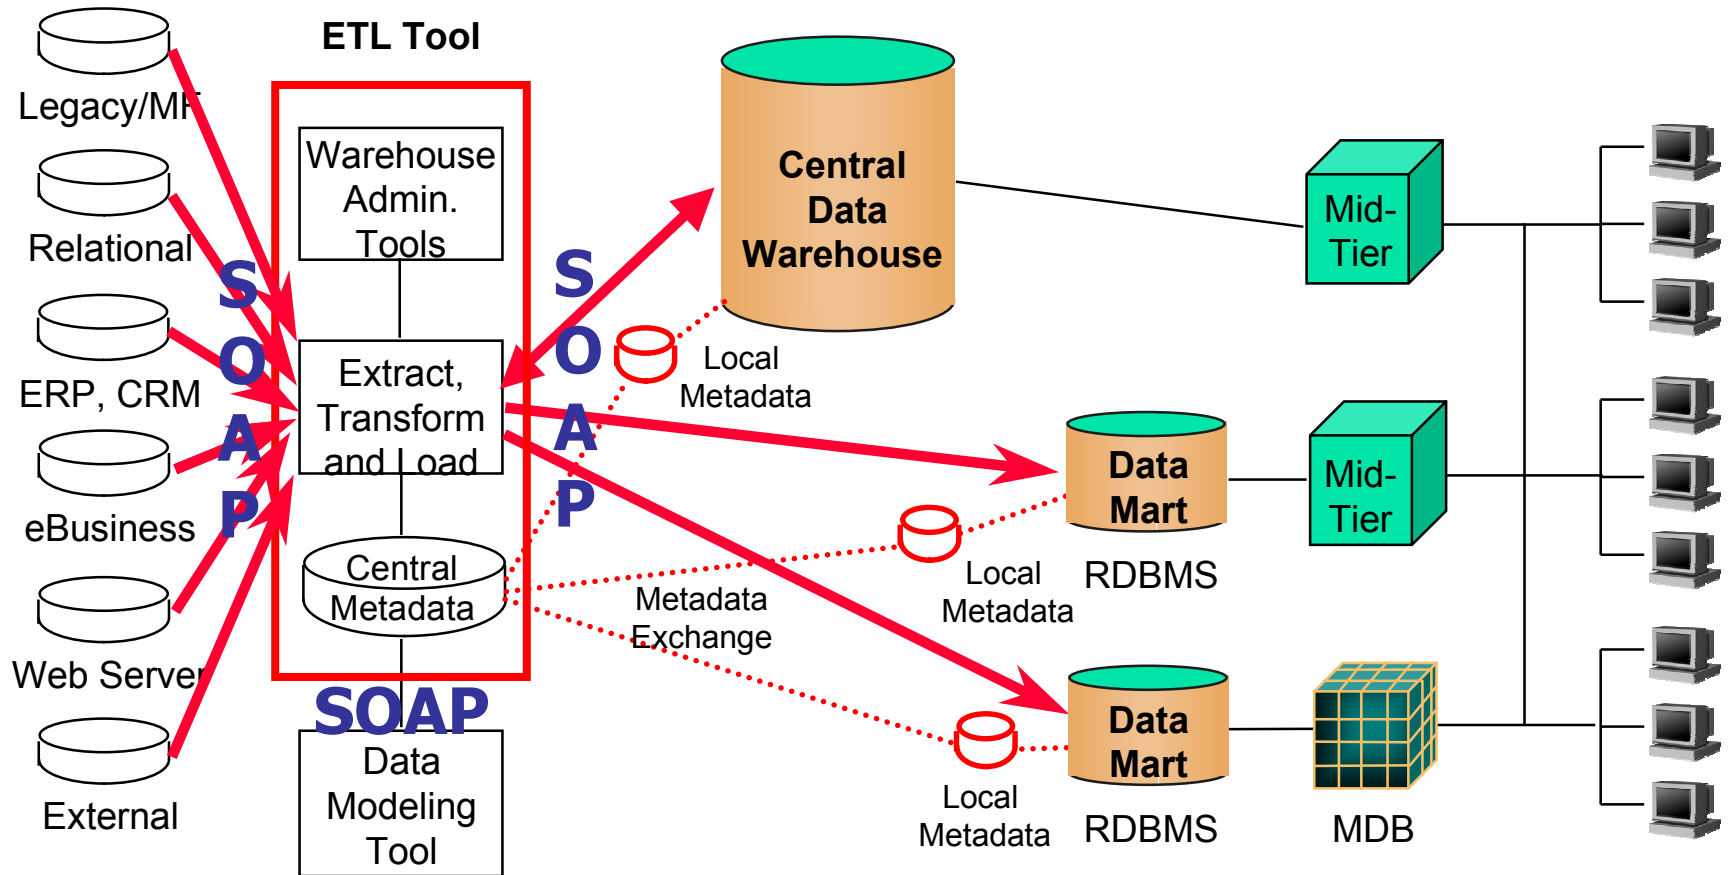 ETL Tool
Legacy/MF
Relational
ERP, CRM
eBusiness
Web Server
External
S
O
A
P
Warehouse
Admin.
Tools
Extract,
Transform
and Load
Central
Metadata
SOAP
Data
Modeling
Tool
S
O
A
P
Central
Data
Warehouse
Local
Metadata
Metadata
Exchange
Local
Metadata
Local
Metadata
Data
Mart
RDBMS
Data
Mart
RDBMS
Mid-
Tier
Mid-
Tier
MDB